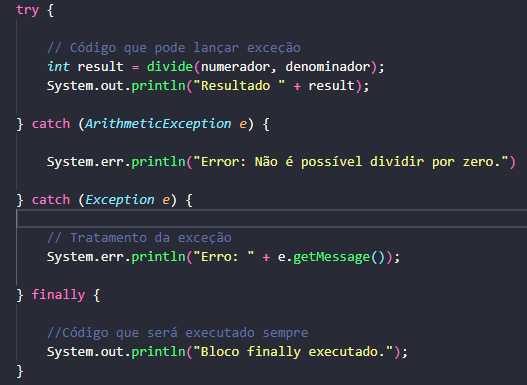 try {
// Código que pode lançar exceção
int result = divide(numerador, denominador);
System.out.println("Resultado " + result);
} catch (ArithmeticException e) {
System.err.println("Error: Não é possível dividir por zero.")
} catch (Exception e) {
// Tratamento da exceção
System.err.println("Erro: " + e.getMessage());
} finally {
//Código que será executado sempre
System.out.println("Bloco finally executado.");
}